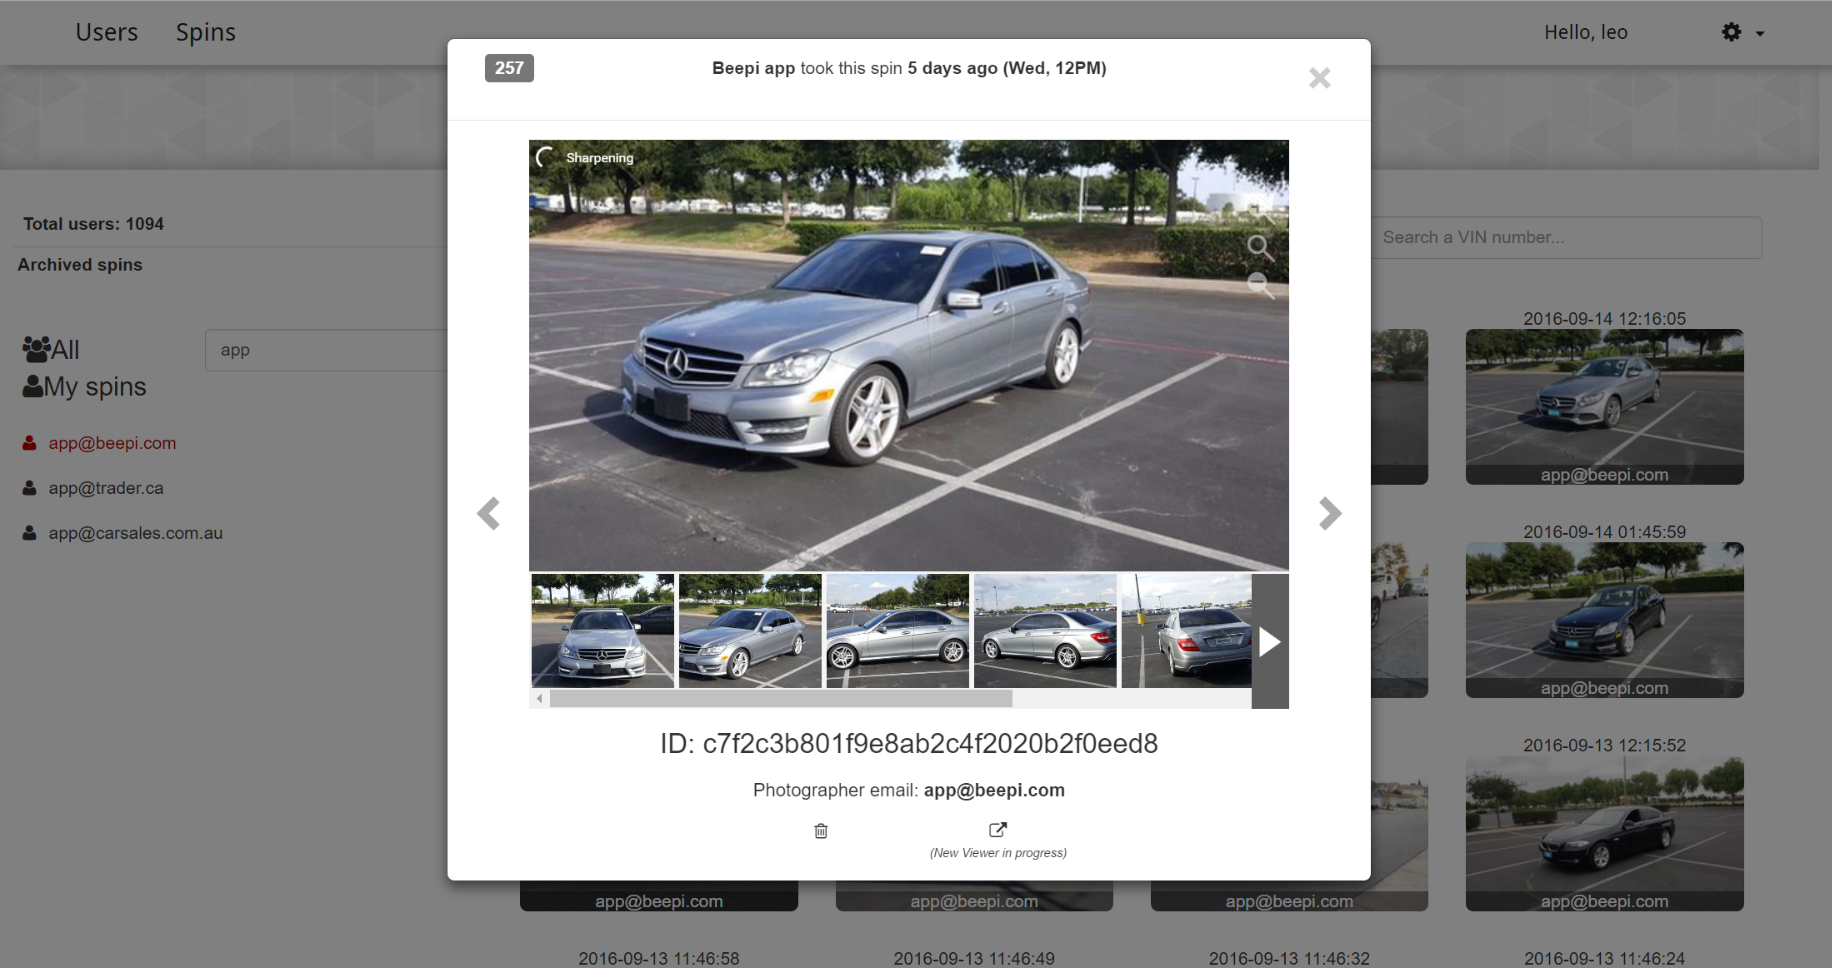 Users
Spins
Hello, leo
257
Beepi app took this spin 5 days ago (Wed, 12PM)
Sharpening
Total users: 1094
Archived spins
All
app
My spins
app@beepi.com
app@trader.ca
app@carsales.com.au
Search a VIN number...
2016-09-14 12:16:05
app@beepi.com
2016-09-14 01:45:59
app@beepi.com
2016-09-13 12:15:52
ID: c7f2c3b801f9e8ab2c4f2020b2f0eed8
Photographer email: app@beepi.com
(New Viewer in progress)
app@beepi.com
app@beepi.com
app@beepi.com
app@beepi.com
2016-09-13 11:46:58
2016-09-13 11:46:49
2016-09-13 11:46:32
2016-09-13 11:46:24